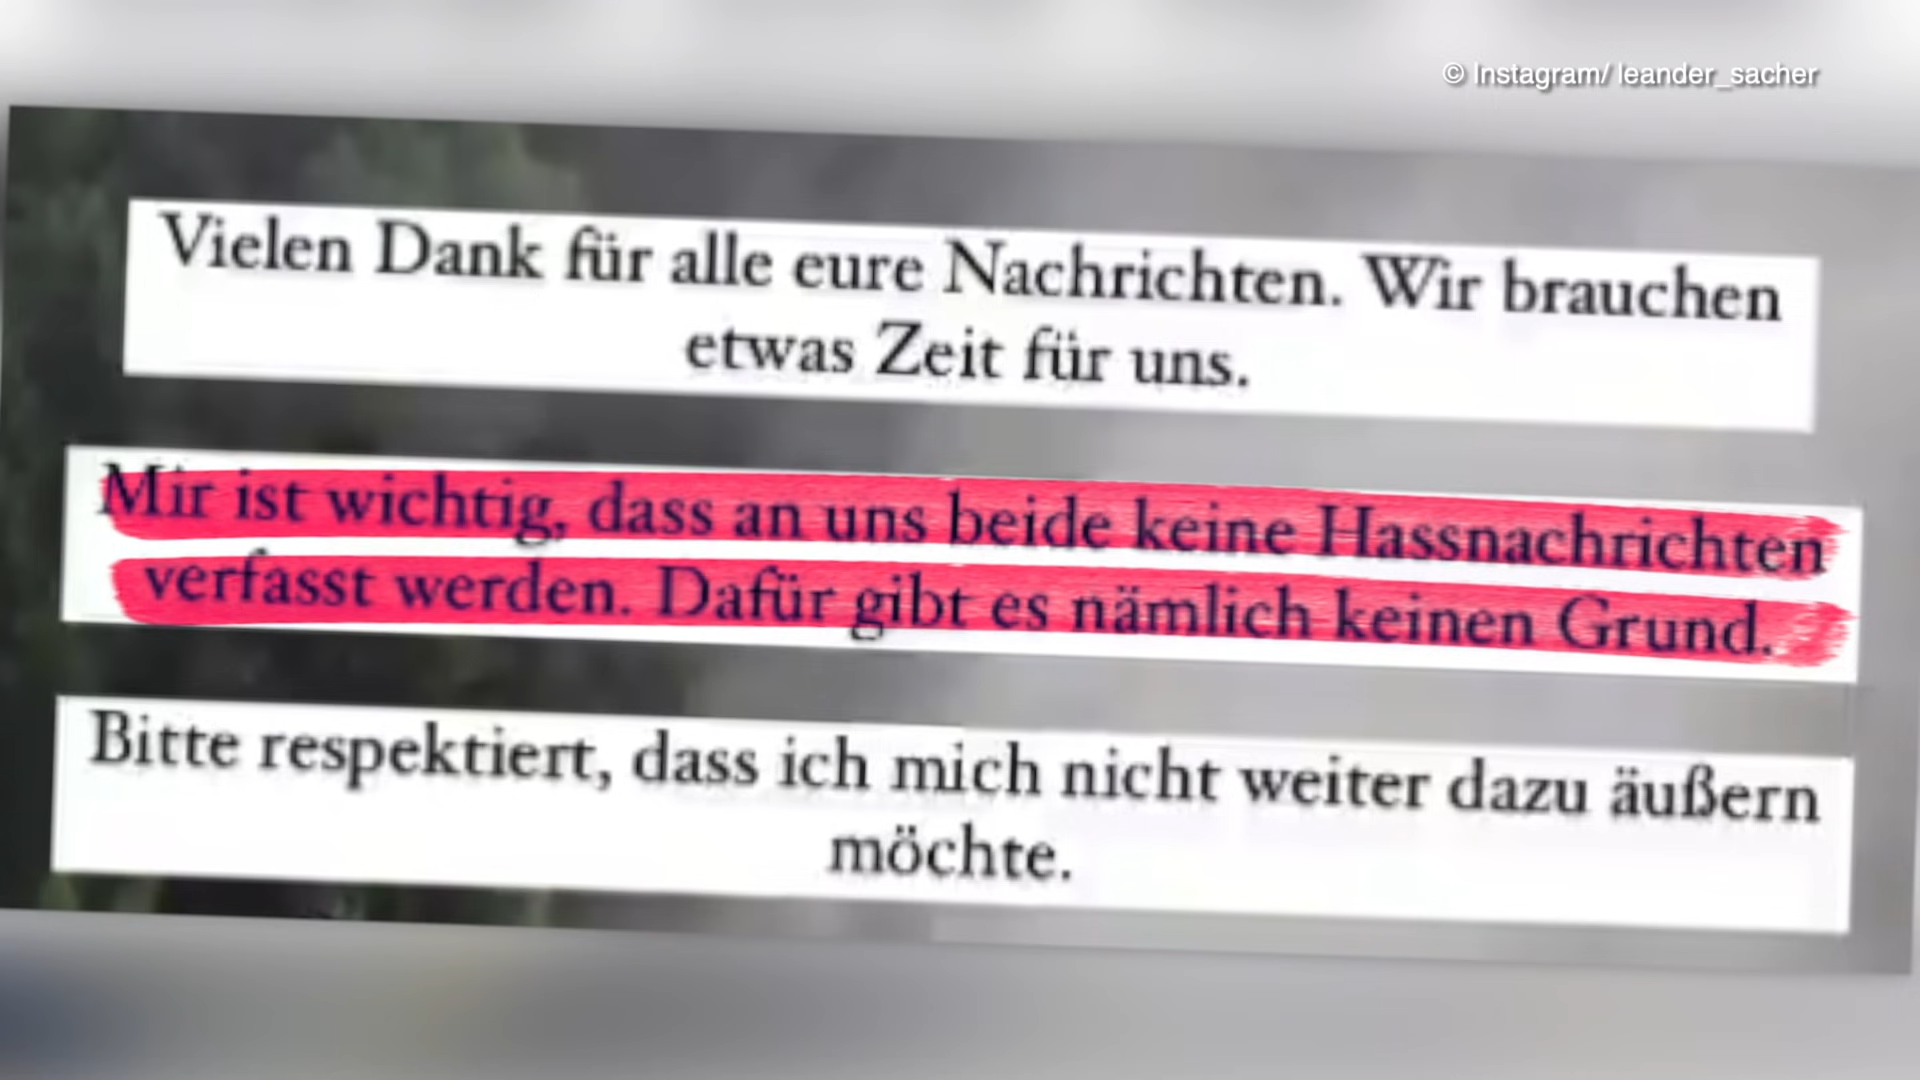 © Instagram/ leander_sacher
Vielen Dank für alle eure Nachrichten. Wir brauchen
etwas Zeit für uns.
Mir ist wichtig, dass an uns beide keine Hassnachrichten
verfasst werden. Dafür gibt es nämlich keinen Grund.
Bitte respektiert, dass ich mich nicht weiter dazu äußern
möchte.